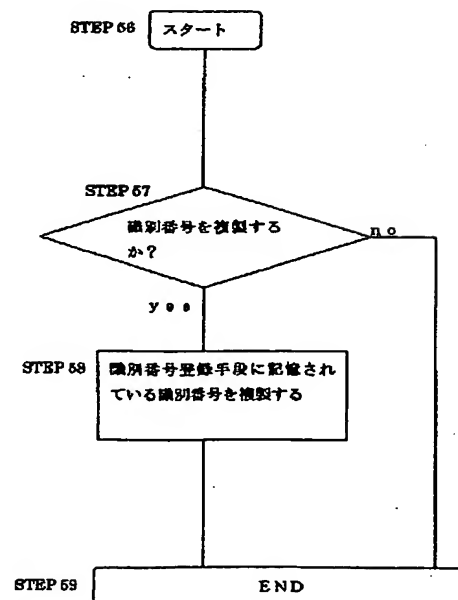 STEP 56 スタート
STEP 57
識別番号を複製する
か？
no
yes
STEP 58 識別番号登録手段に記憶され
ている識別番号を複製する
STEP 59 END